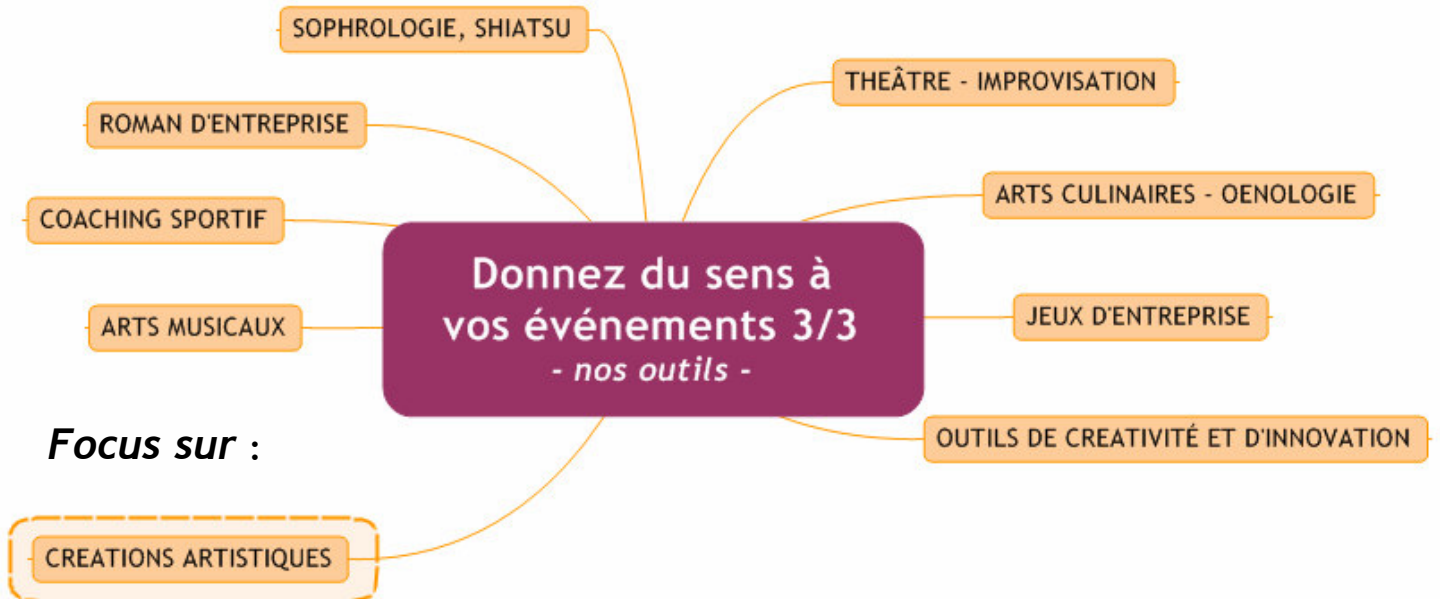 SOPHROLOGIE, SHIATSU
THEÂTRE - IMPROVISATION
ROMAN D'ENTREPRISE
ARTS CULINAIRES - OENOLOGIE
COACHING SPORTIF
Donnez du sens à
vos événements 3/3
- nos outils -
JEUX D'ENTREPRISE
ARTS MUSICAUX
OUTILS DE CREATIVITÉ ET D'INNOVATION
Focus sur :
CREATIONS ARTISTIQUES